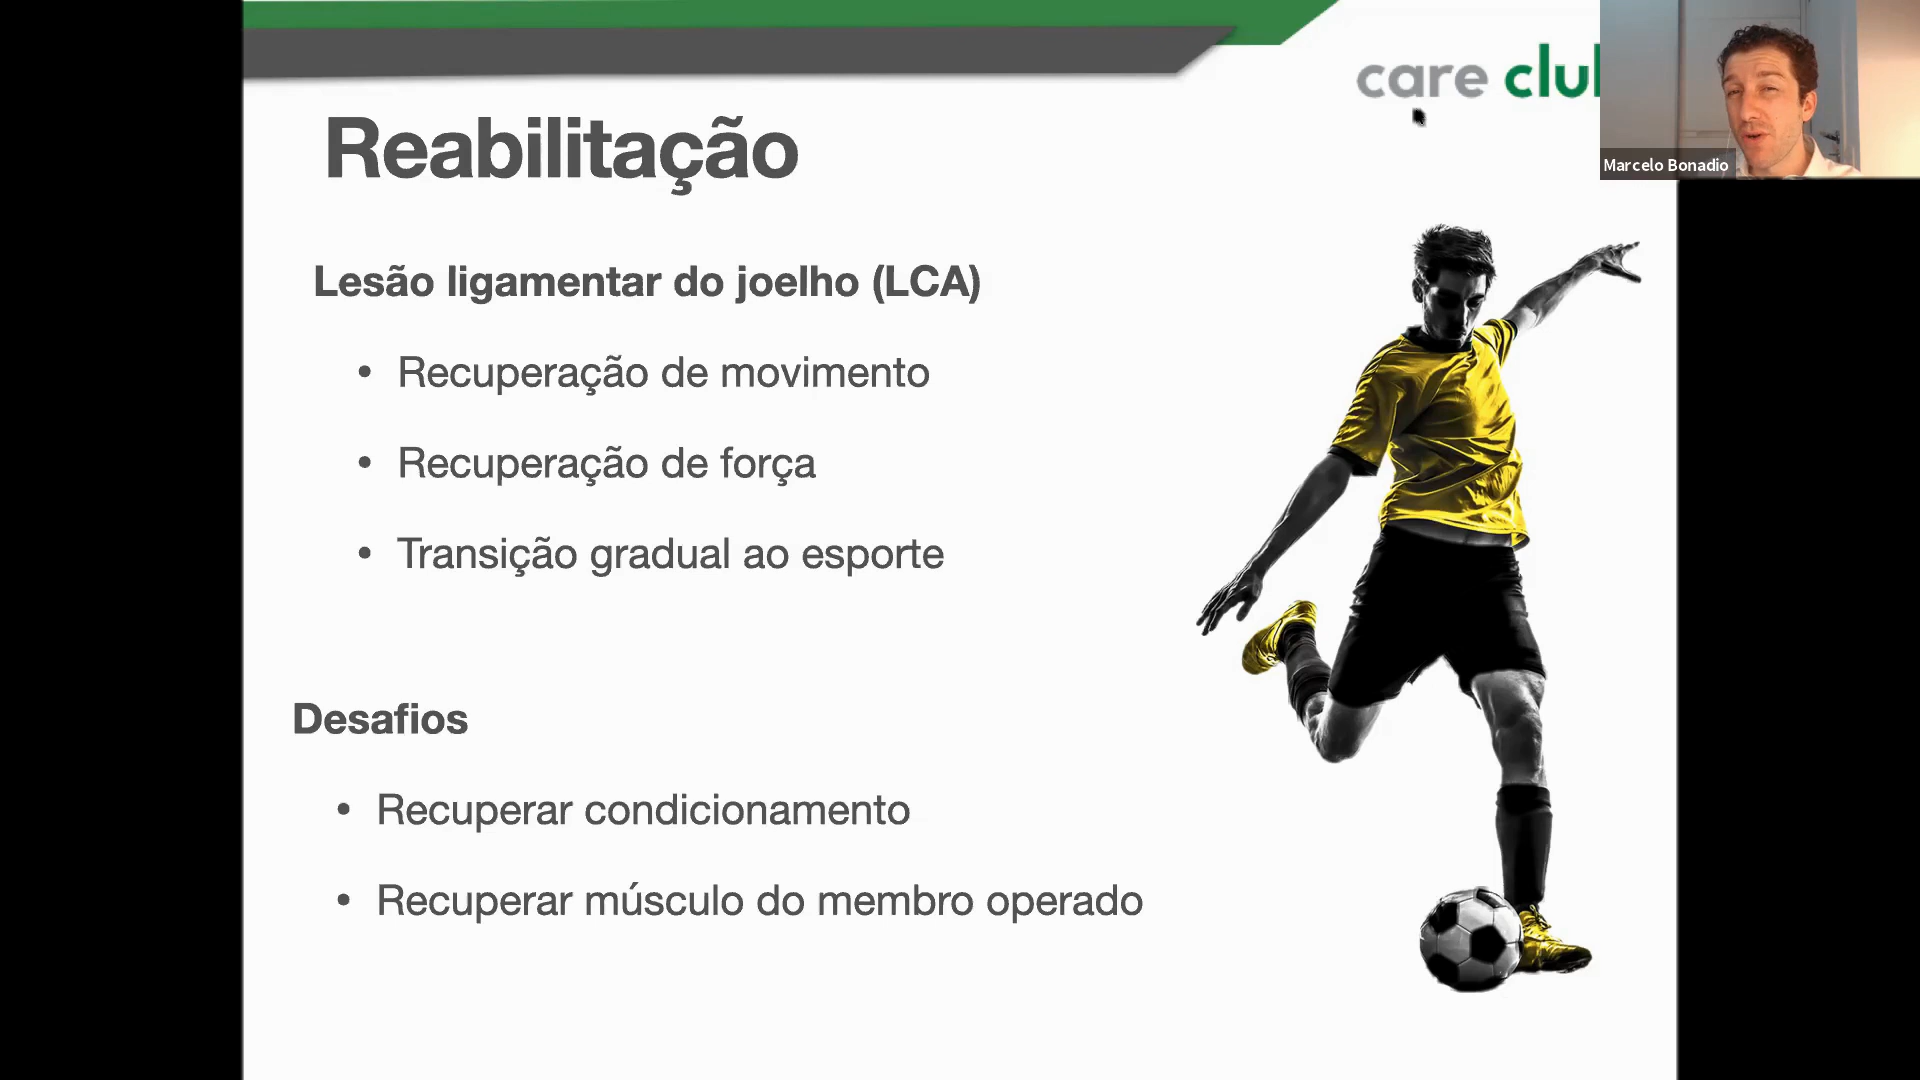 care clu
Marcelo Bonadio
Reabilitação
Lesão ligamentar do joelho (LCA)
• Recuperação de movimento
• Recuperação de força
• Transição gradual ao esporte
Desafios
• Recuperar condicionamento
• Recuperar músculo do membro operado